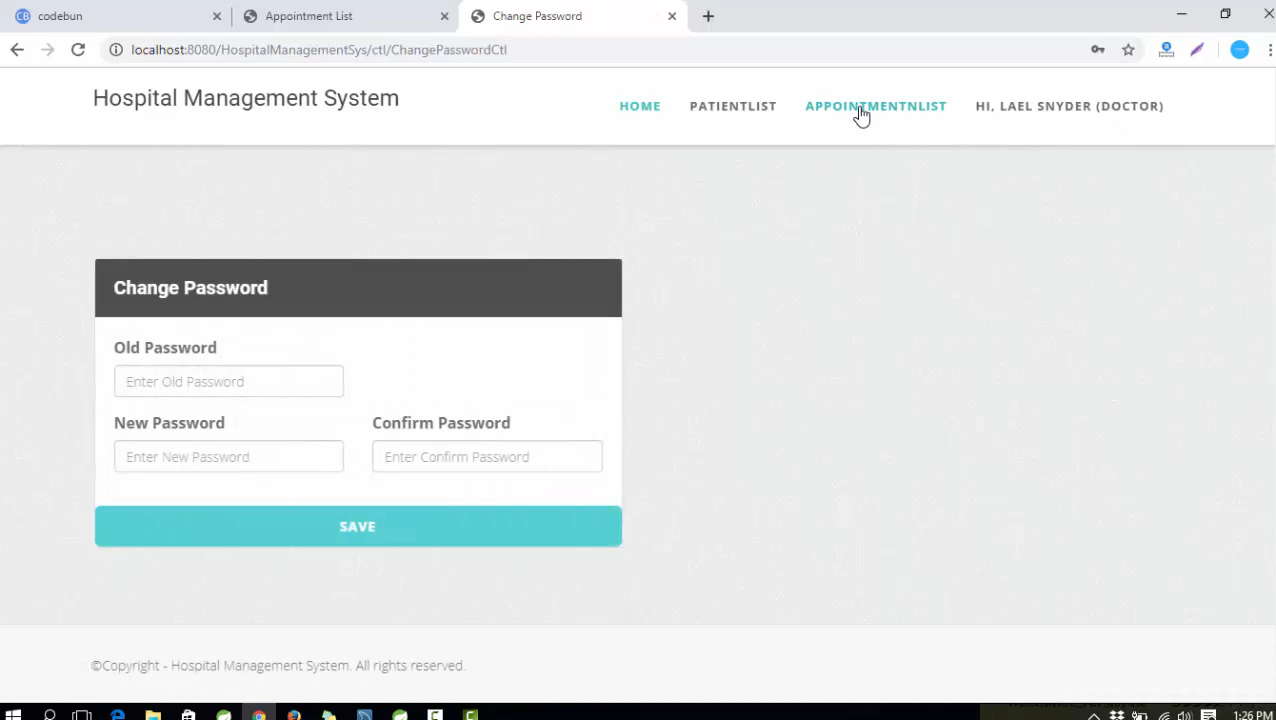 codebun
Appointment List
Change Password
localhost:8080/HospitalManagementSys/ctl/ChangePasswordCtl
Hospital Management System
HOME
PATIENTLIST
APPOINTMENTNLIST
HI, LAEL SNYDER (DOCTOR)
Change Password
Old Password
Enter Old Password
New Password
Confirm Password
Enter New Password
Enter Confirm Password
SAVE
©Copyright - Hospital Management System. All rights reserved.
1:26 PM